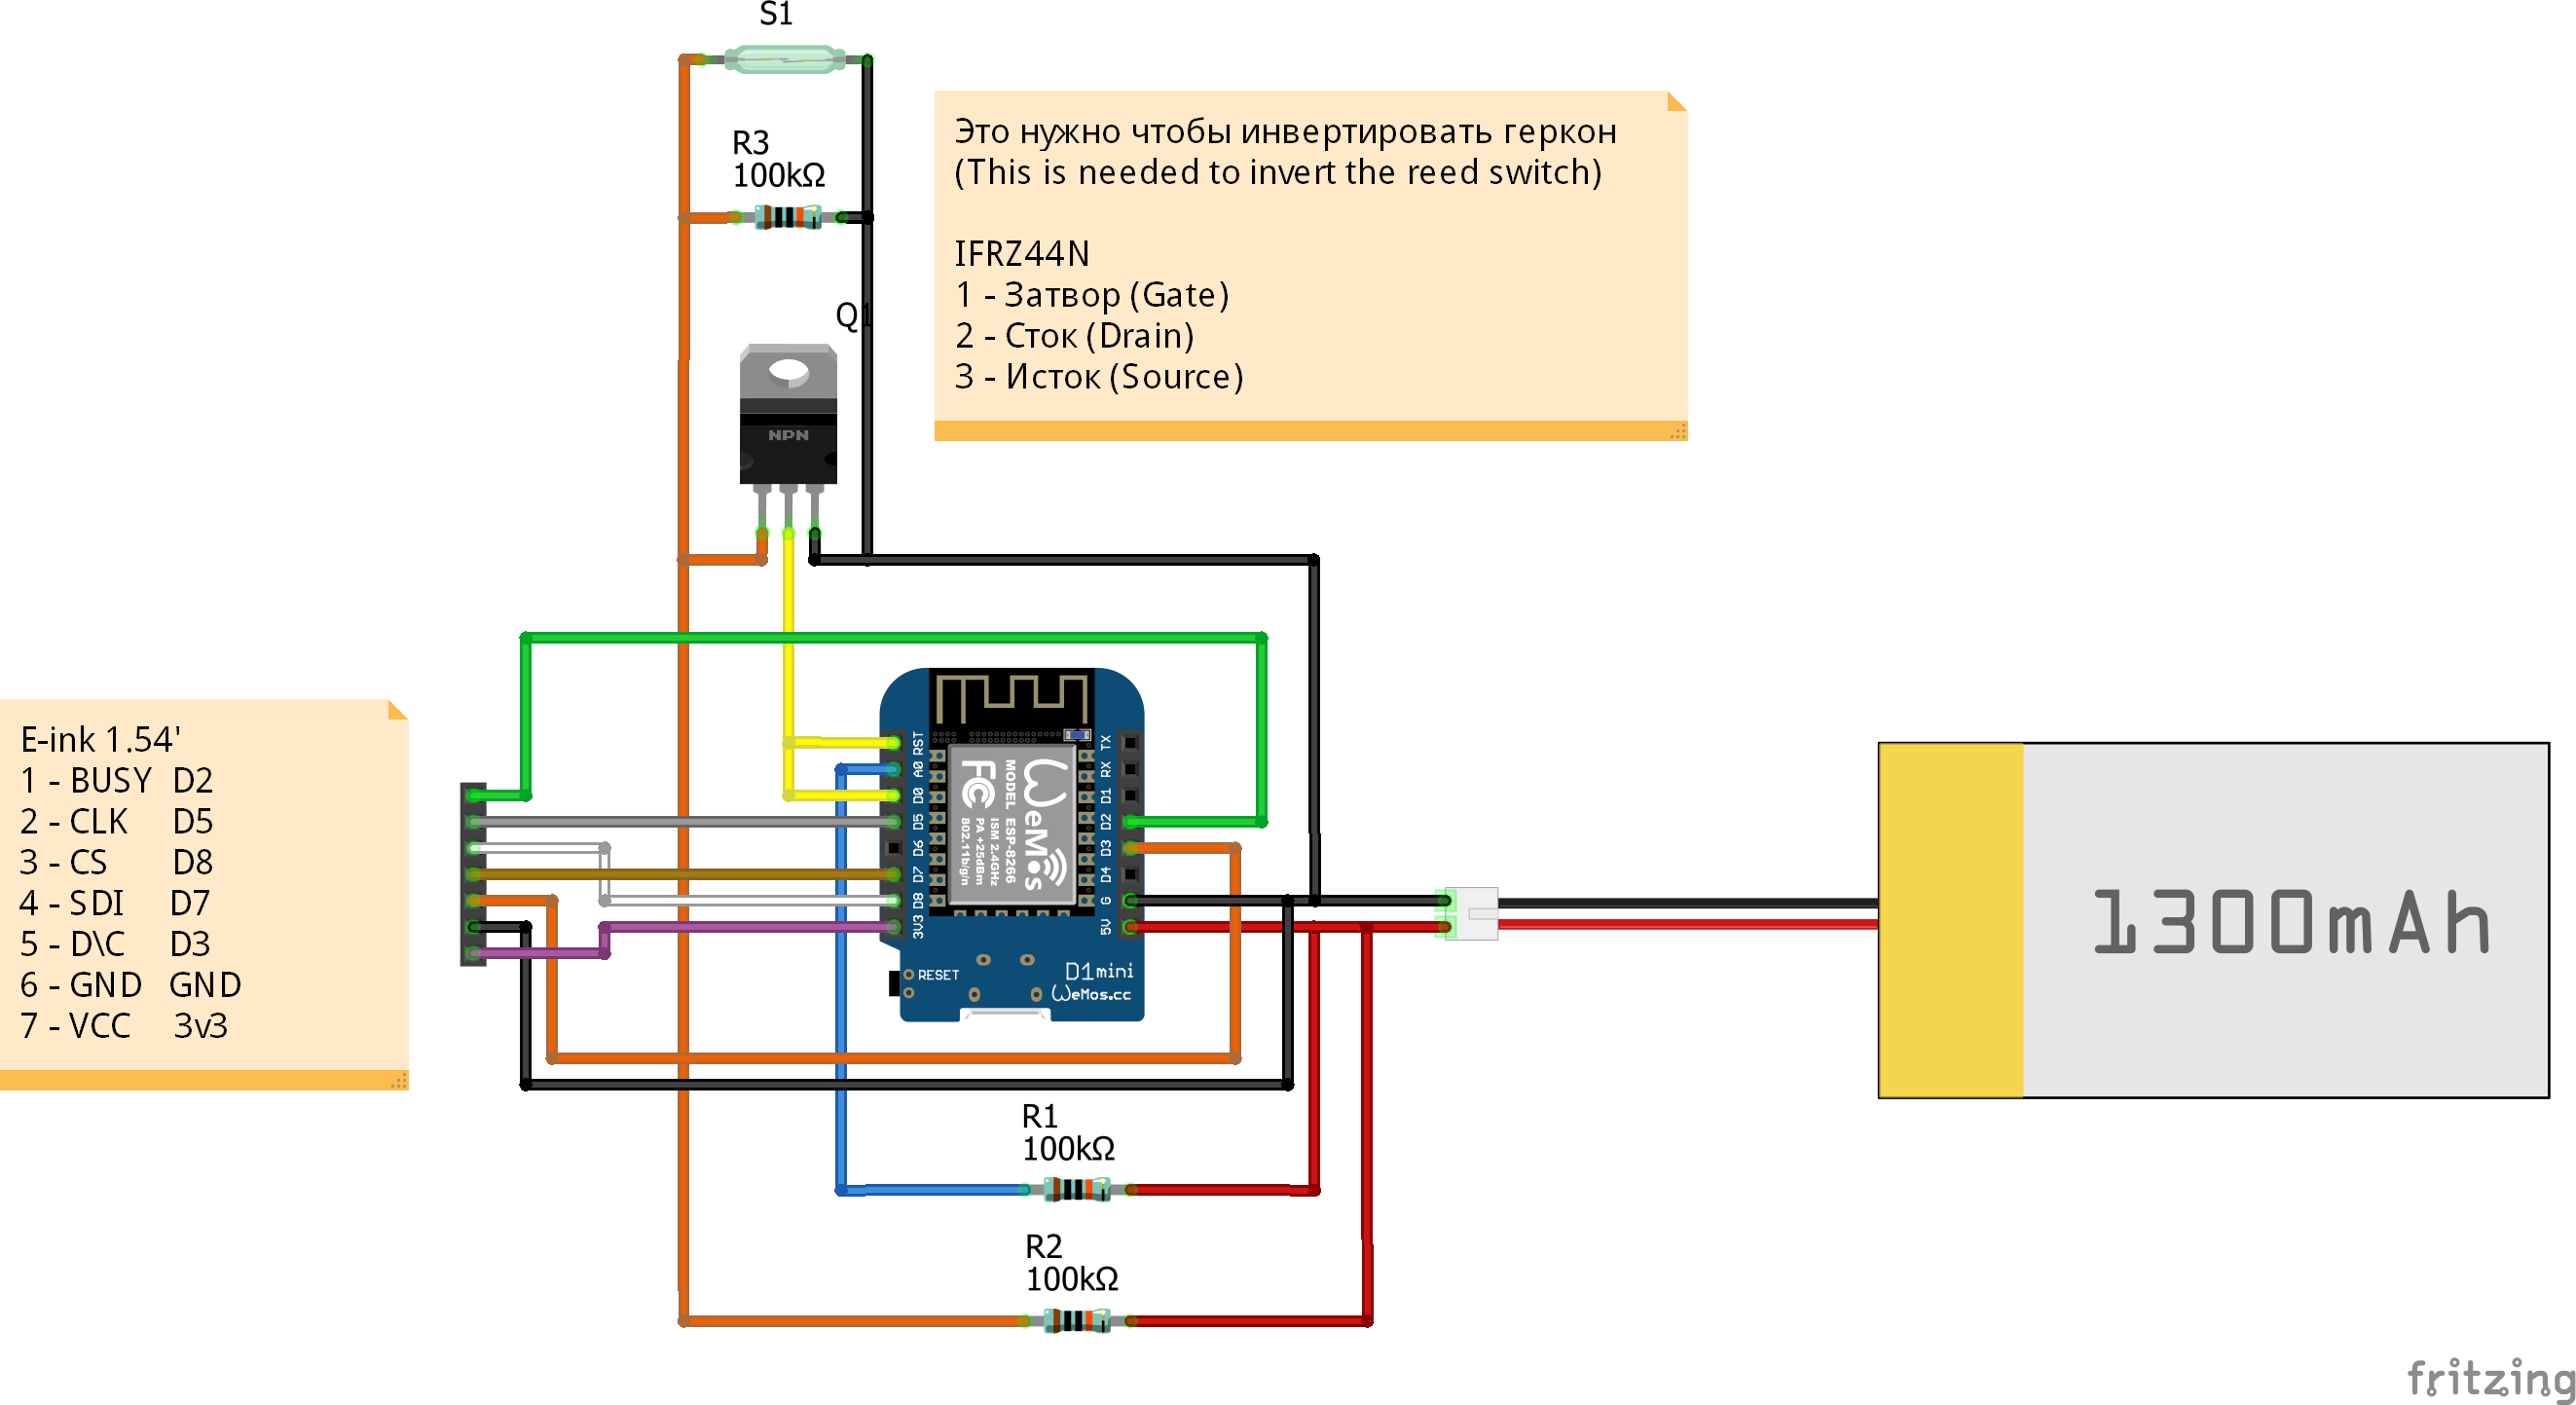 S1
R3
100kΩ
Это нужно чтобы инвертировать геркон
(This is needed to invert the reed switch)
IFRZ44N
1 - Затвор (Gate)
2 - Сток (Drain)
3 - Исток (Source)
Q1
NPN
E-ink 1.54'
1 - BUSY D2
2 - CLK D5
3 - CS D8
4 - SDI D7
5 - D\C D3
6 - GND GND
7 - VCC 3v3
RST
A0
D0
D5
D6
D7
D8
3V3
TX
RX
D1
D2
D3
D4
G
5V
WeMos
MODEL ESP-8266
ISM 2.4GHz
PA +25dBm
802.11b/g/n
FC
RESET
D1mini
WeMos.cc
1300mAh
R1
100kΩ
R2
100kΩ
fritzing